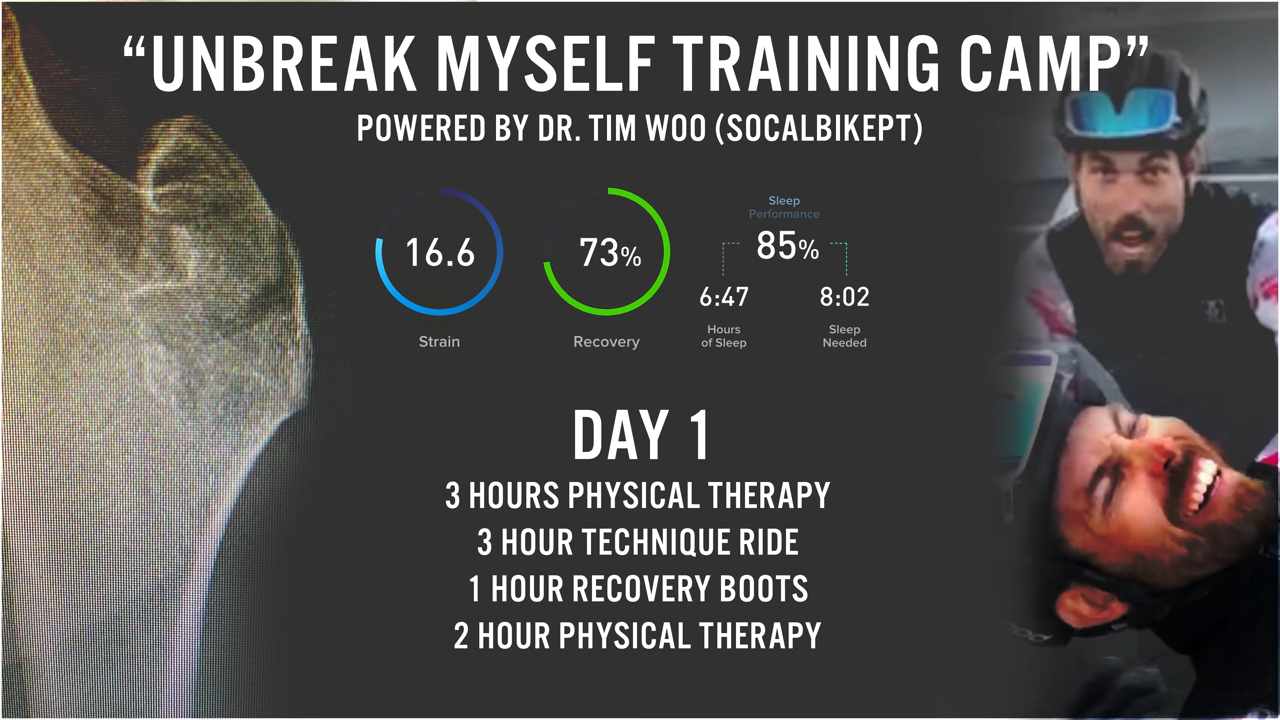 “UNBREAK MYSELF TRAINING CAMP”
POWERED BY DR. TIM WOO (SOCALBIKEPT)
16.6
Strain
73%
Recovery
Sleep
Performance
85%
6:47
Hours
of Sleep
8:02
Sleep
Needed
DAY 1
3 HOURS PHYSICAL THERAPY
3 HOUR TECHNIQUE RIDE
1 HOUR RECOVERY BOOTS
2 HOUR PHYSICAL THERAPY